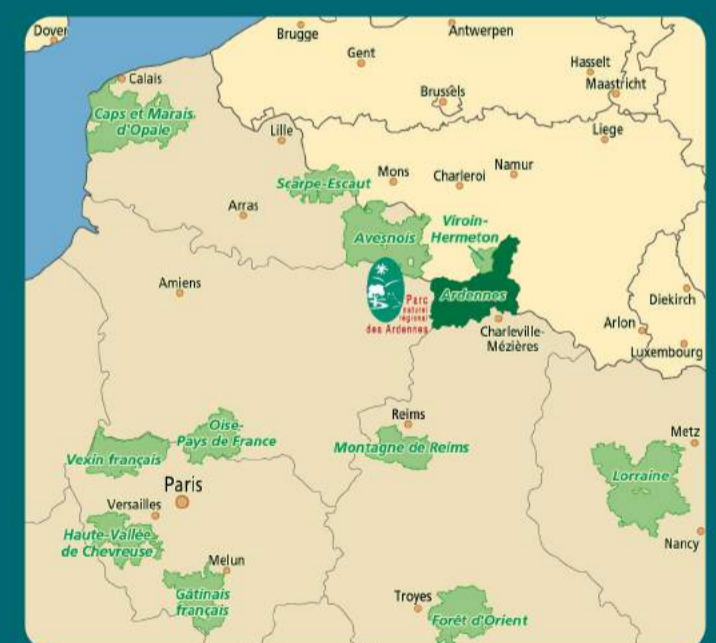 Dover
Brugge
Antwerpen
Gent
Hasselt
Maastricht
Calais
Brussels
Caps et Marais
d'Opale
Lille
Liege
Scarpe-Escaut
Mons
Charleroi
Namur
Arras
Avesnois
Viroin-
Hermeton
Amiens
Parc
naturel
régional
des Ardennes
Ardennes
Diekirch
Charleville-
Mézières
Arlon
Luxembourg
Oise-
Pays de France
Reims
Metz
Vexin français
Montagne de Reims
Paris
Lorraine
Versailles
Haute-Vallée
de Chevreuse
Nancy
Melun
Gâtinais
français
Troyes
Forêt d'Orient